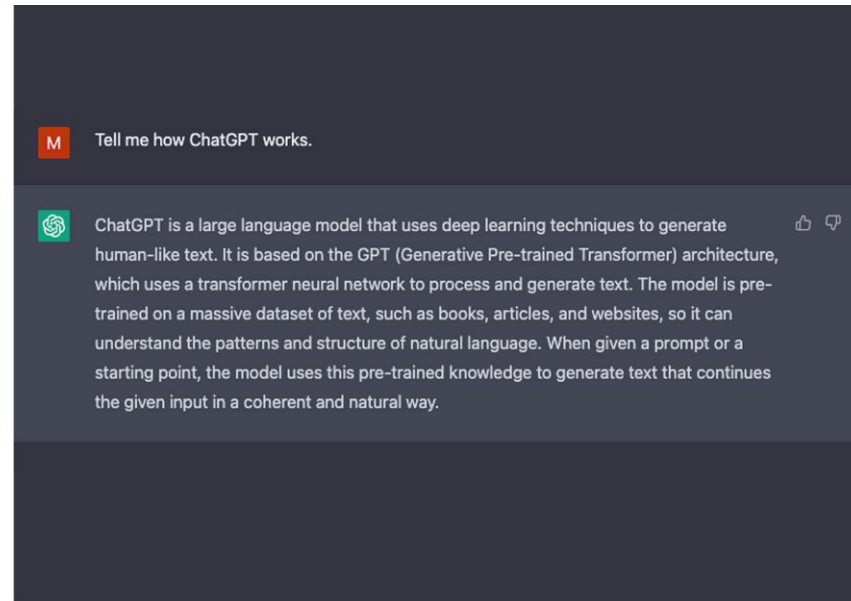 M
Tell me how ChatGPT works.
ChatGPT is a large language model that uses deep learning techniques to generate
human-like text. It is based on the GPT (Generative Pre-trained Transformer) architecture,
which uses a transformer neural network to process and generate text. The model is pre-
trained on a massive dataset of text, such as books, articles, and websites, so it can
understand the patterns and structure of natural language. When given a prompt or a
starting point, the model uses this pre-trained knowledge to generate text that continues
the given input in a coherent and natural way.